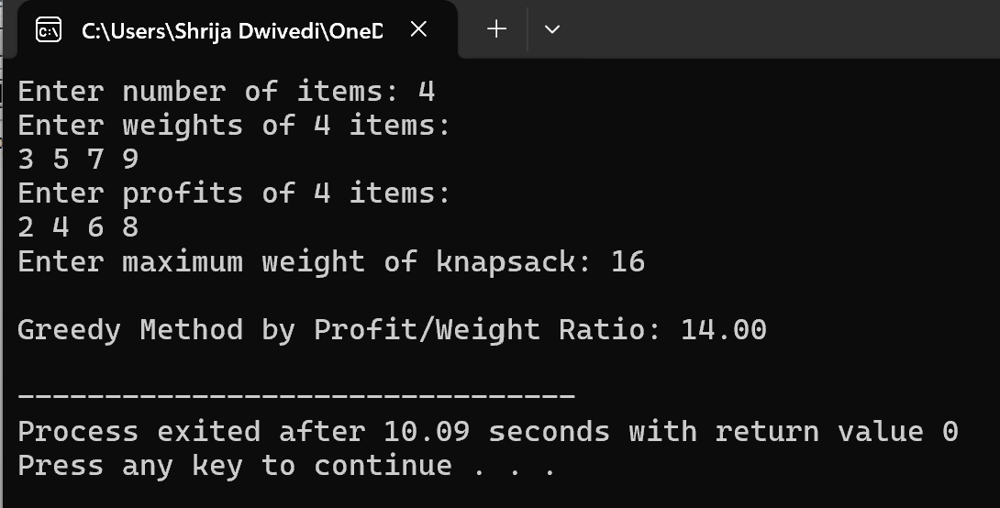 C:\Users\Shrija Dwivedi\OneD
Enter number of items: 4
Enter weights of 4 items:
3 5 7 9
Enter profits of 4 items:
2 4 6 8
Enter maximum weight of knapsack: 16
Greedy Method by Profit/Weight Ratio: 14.00
--------------------------------
Process exited after 10.09 seconds with return value 0
Press any key to continue . . .